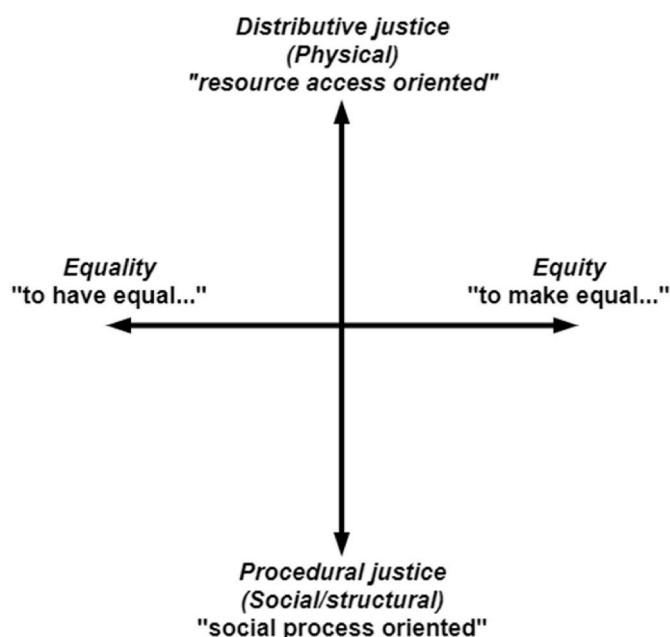 Distributive justice
(Physical)
"resource access oriented"
Equality
"to have equal..."
Equity
"to make equal..."
Procedural justice
(Social/structural)
"social process oriented"